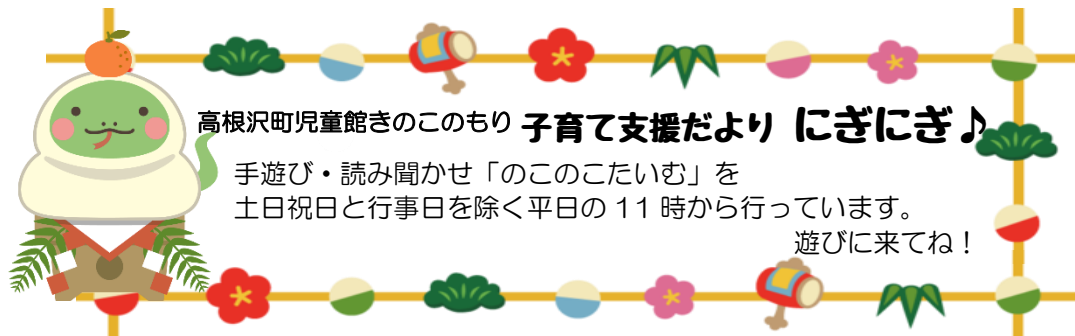 高根沢町児童館きのこのもり 子育て支援だより にぎにぎ♪
手遊び・読み聞かせ「のこのこたいむ」を
土日祝日と行事日を除く平日の 11 時から行っています。
遊びに来てね！